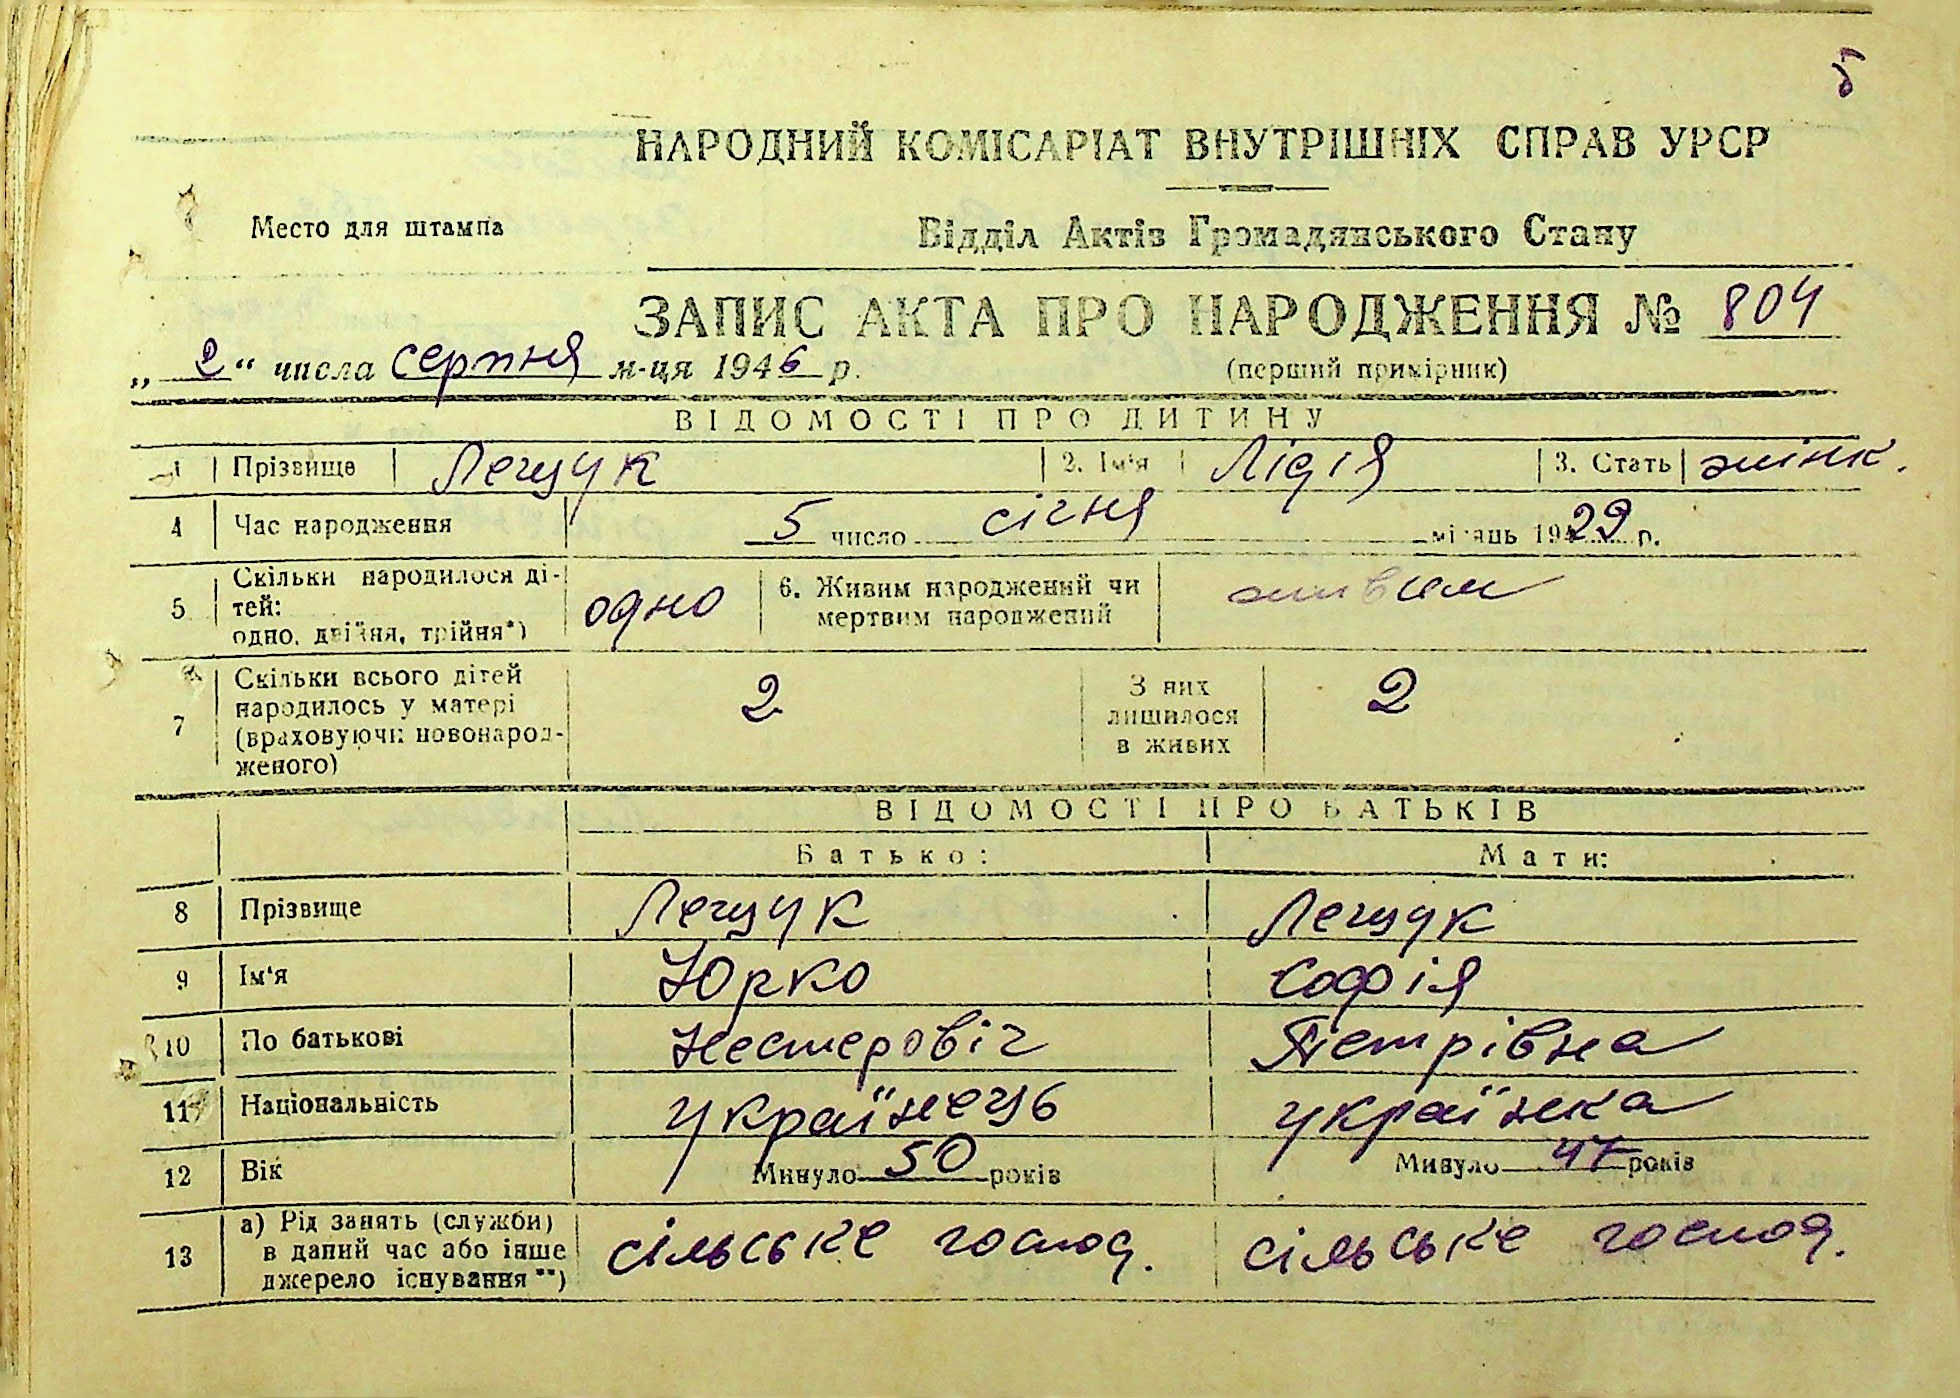 5
НАРОДНИЙ КОМІСАРІАТ ВНУТРІШНІХ СПРАВ УРСР
Место для штампа
Відділ Актів Громадянського Стану
ЗАПИС АКТА ПРО НАРОДЖЕННЯ № 804
„ 2 “ числа серпня м-ця 1946 р.
(перший примірник)
ВІДОМОСТІ ПРО ДИТИНУ
1 Прізвище Лещук 2. Ім'я Лідія 3. Стать жінк.
4 Час народження 5 число січня місяць 1929 р.
5 Скільки народилося ді-
тей:
одно, двійня, трійня*)
одно
6. Живим народжений чи
мертвим народжений
живим
7 Скільки всього дітей
народилось у матері
(враховуючи новонарод-
женого)
2
З них
лишилося
в живих
2
ВІДОМОСТІ ПРО БАТЬКІВ
Батько: Мати:
8 Прізвище Лещук Лещук
9 Ім'я Юрко Софія
10 По батькові Нестеровіч Петрівна
11 Національність українець українка
12 Вік Минуло 50 років Минуло 47 років
13 а) Рід занять (служби)
в даний час або інше
джерело існування**)
сільське господ. сільське господ.